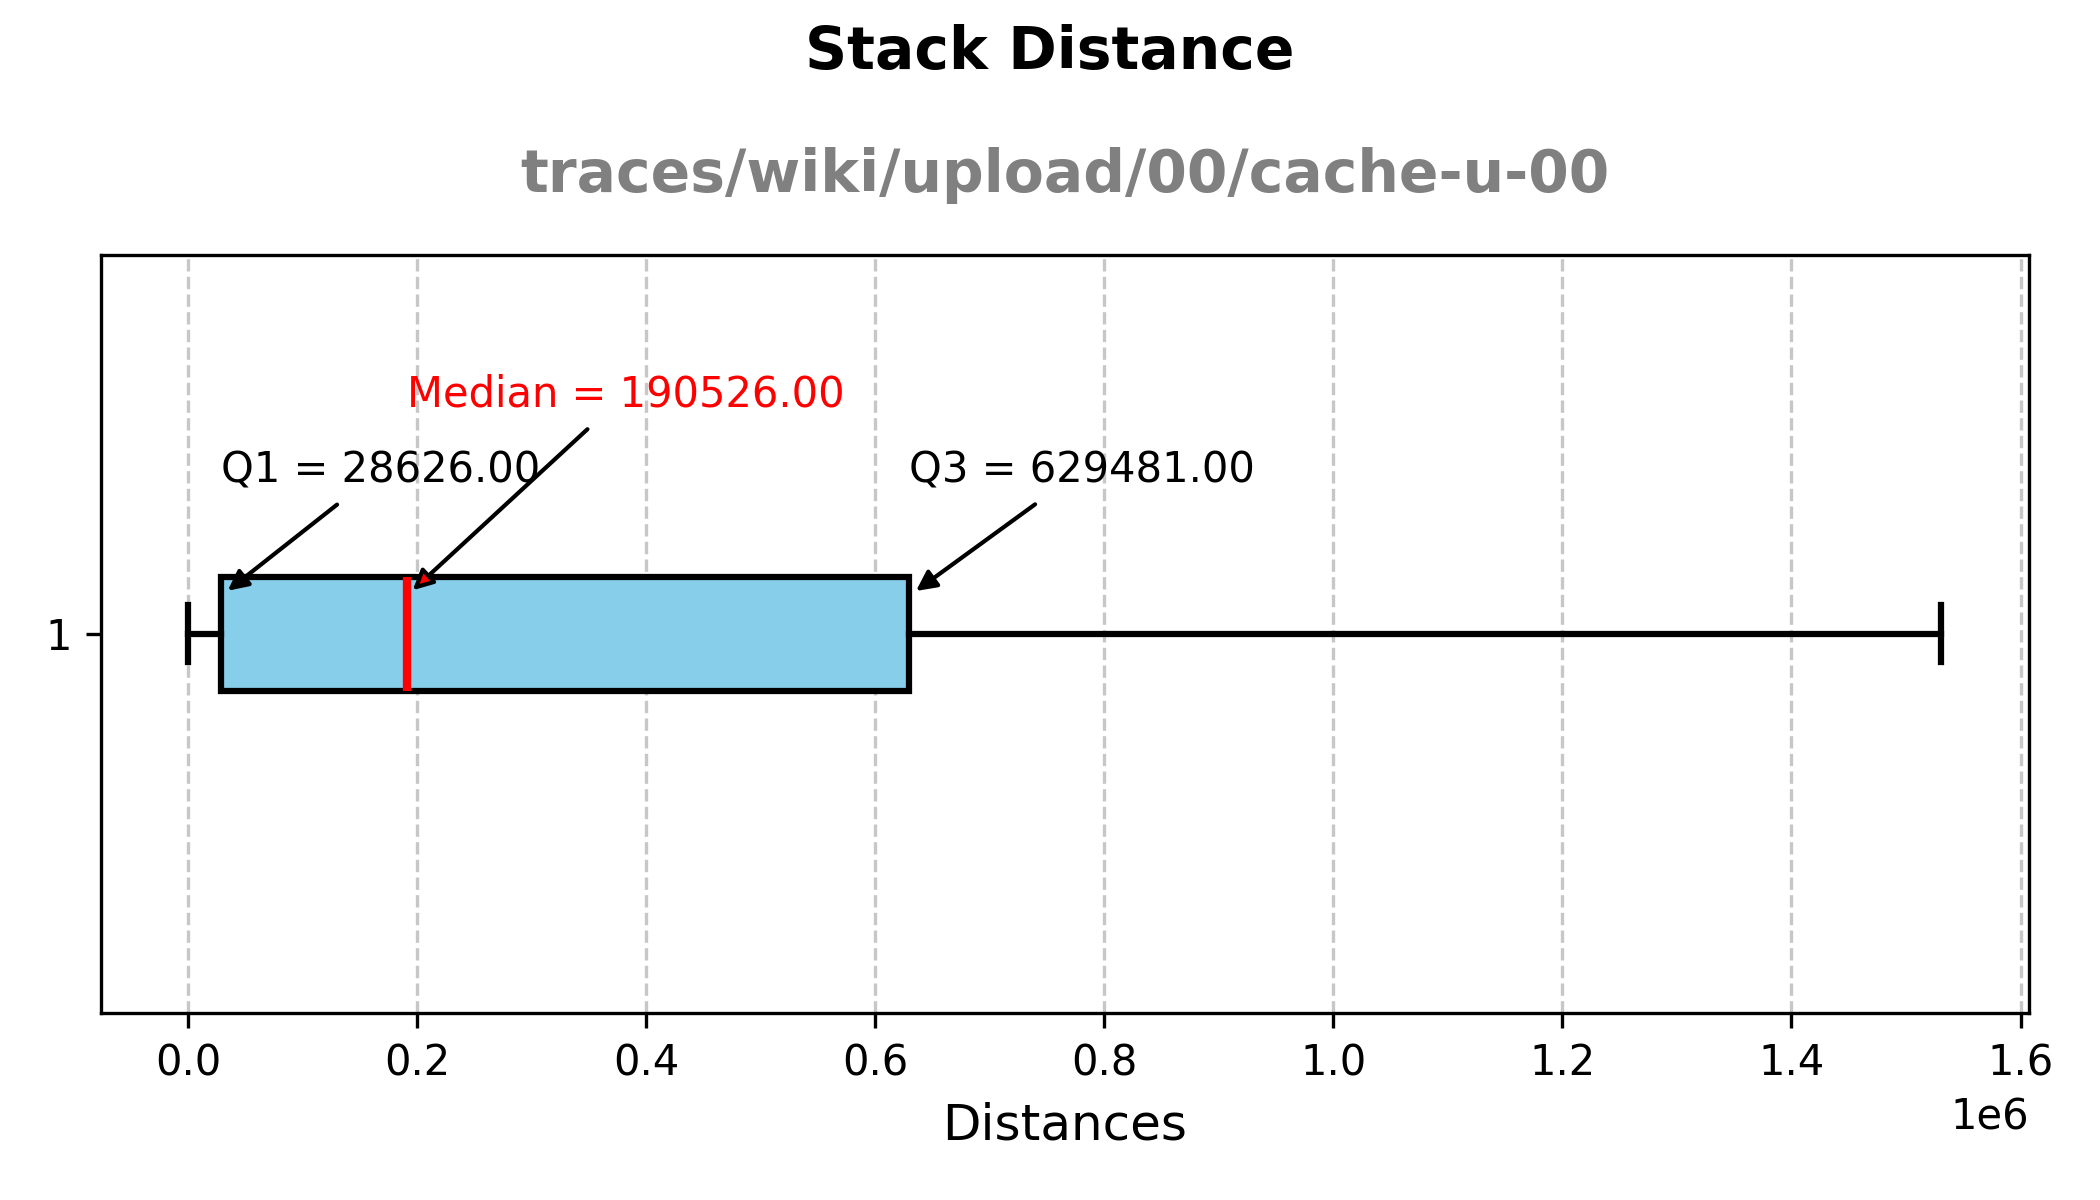 Stack Distance
traces/wiki/upload/00/cache-u-00
Median = 190526.00
Q1 = 28626.00
Q3 = 629481.00
1
0.0 0.2 0.4 0.6 0.8 1.0 1.2 1.4 1.6
1e6
Distances